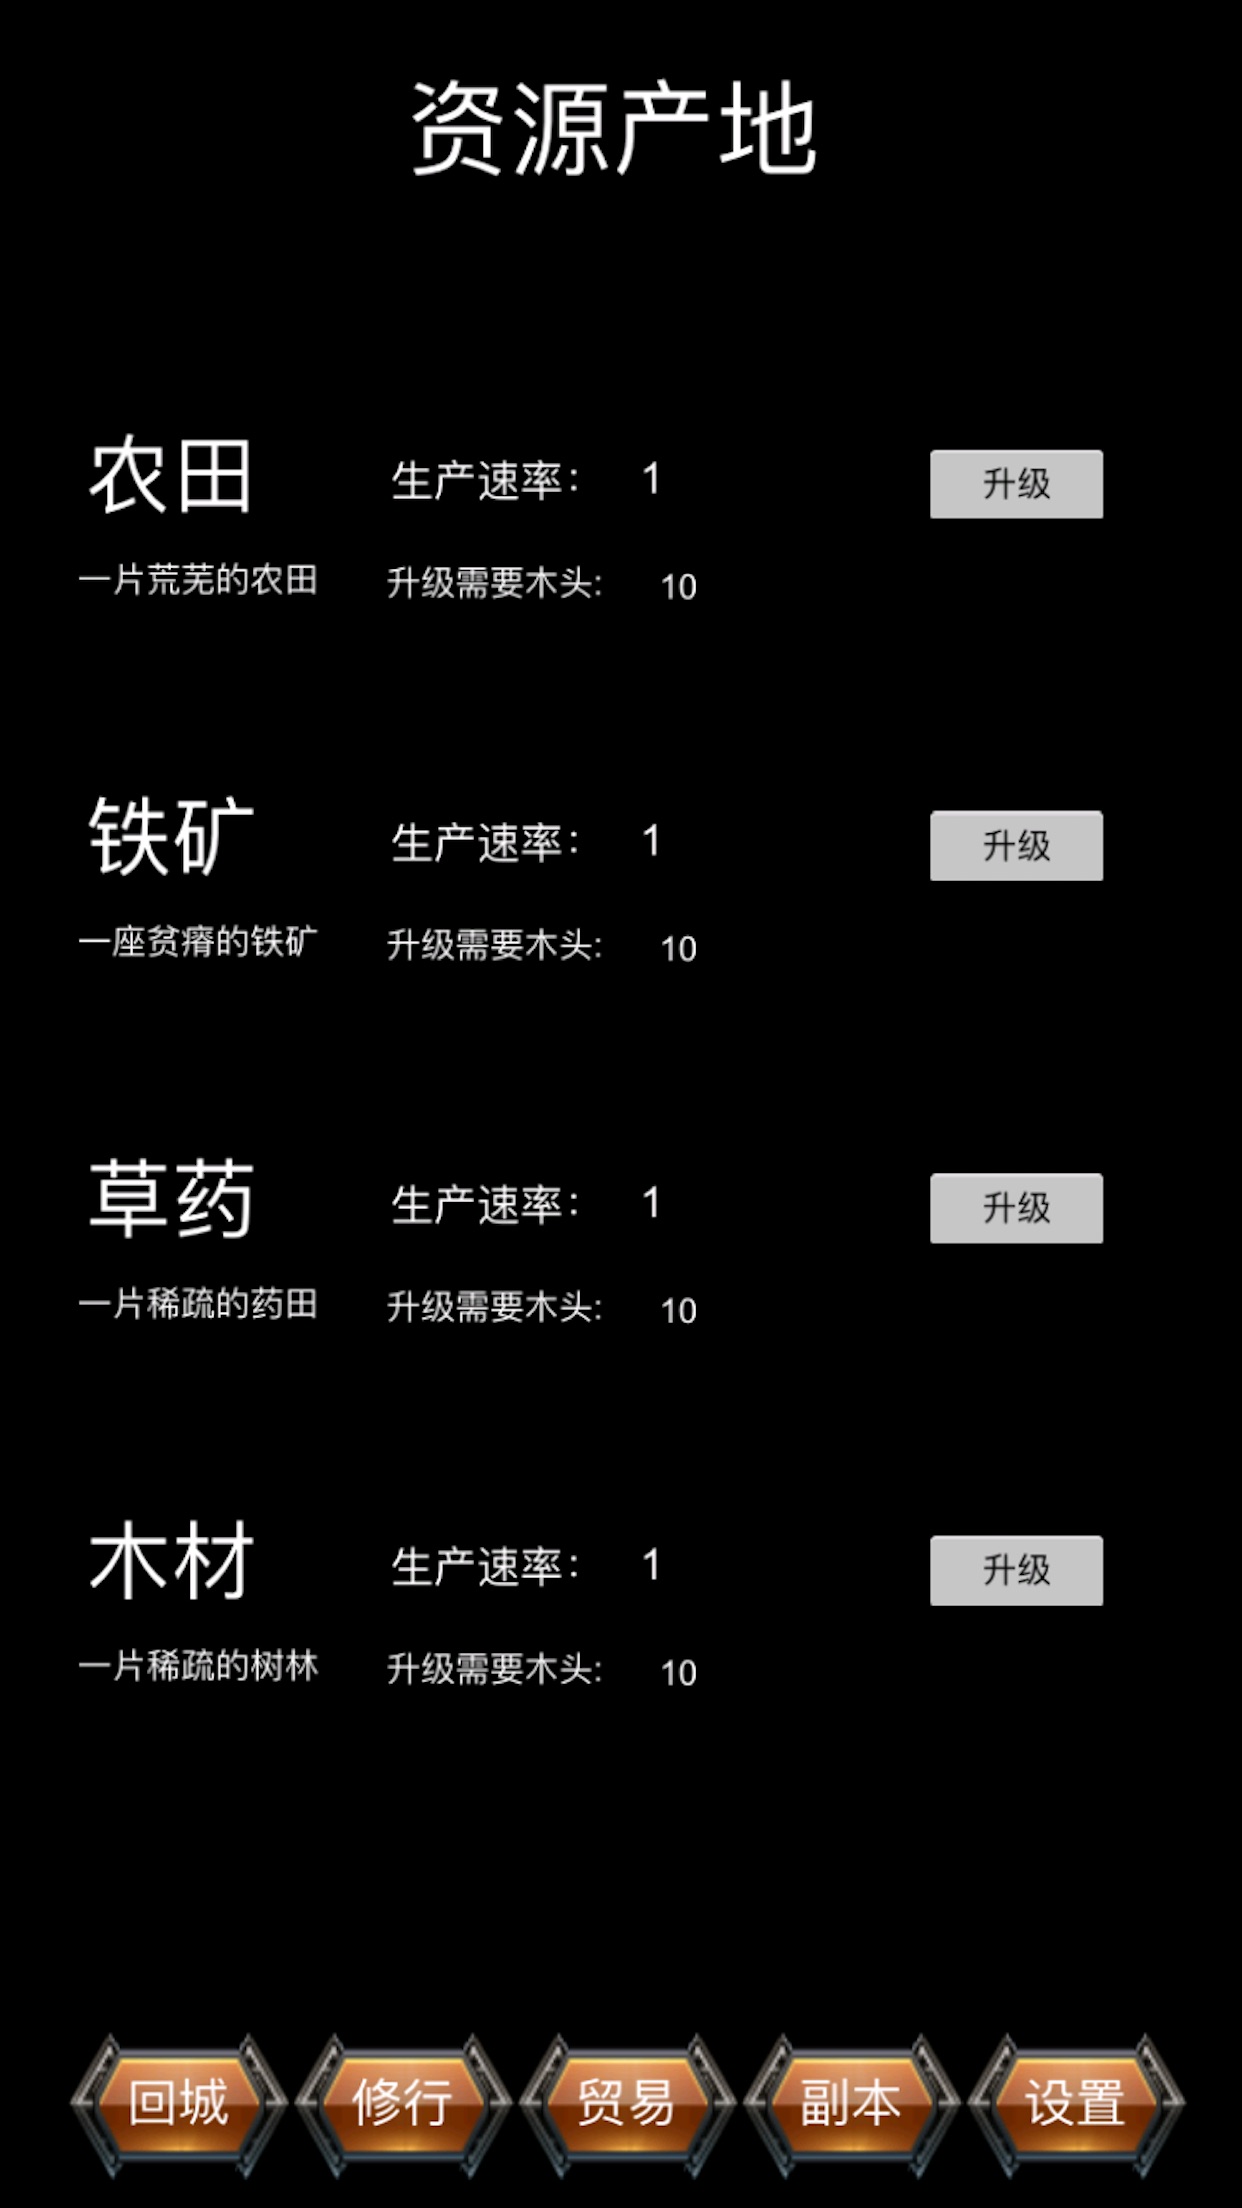 资源产地
农田 生产速率： 1 升级
一片荒芜的农田 升级需要木头: 10
铁矿 生产速率： 1 升级
一座贫瘠的铁矿 升级需要木头: 10
草药 生产速率： 1 升级
一片稀疏的药田 升级需要木头: 10
木材 生产速率： 1 升级
一片稀疏的树林 升级需要木头: 10
回城 修行 贸易 副本 设置